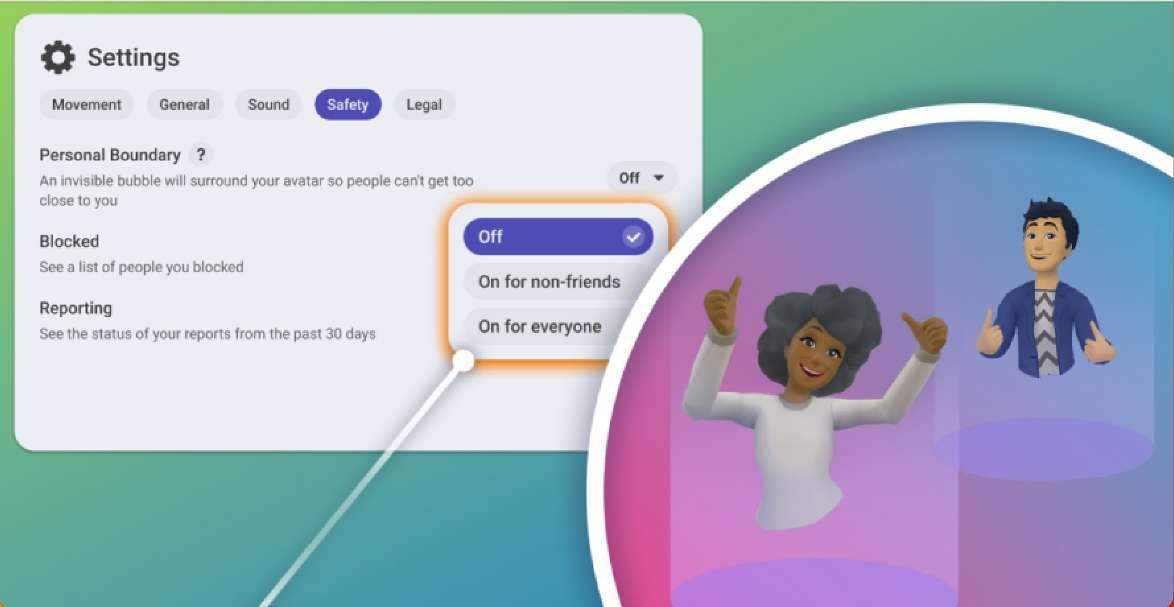 Settings
Movement General Sound Safety Legal
Personal Boundary ?
An invisible bubble will surround your avatar so people can't get too
close to you
Off
Off
On for non-friends
On for everyone
Blocked
See a list of people you blocked
Reporting
See the status of your reports from the past 30 days